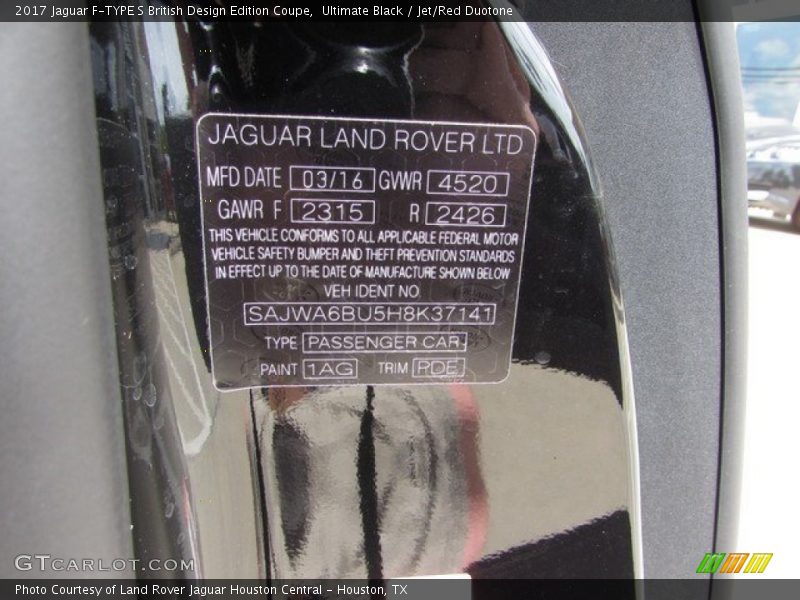 2017 Jaguar F-TYPE S British Design Edition Coupe, Ultimate Black / Jet/Red Duotone
JAGUAR LAND ROVER LTD
MFD DATE 03/16 GVWR 4520
GAWR F 2315 R 2426
THIS VEHICLE CONFORMS TO ALL APPLICABLE FEDERAL MOTOR
VEHICLE SAFETY BUMPER AND THEFT PREVENTION STANDARDS
IN EFFECT UP TO THE DATE OF MANUFACTURE SHOWN BELOW
VEH IDENT NO
SAJWA6BU5H8K37141
TYPE PASSENGER CAR
PAINT 1AG TRIM PDE
GTCARLOT.COM
Photo Courtesy of Land Rover Jaguar Houston Central - Houston, TX